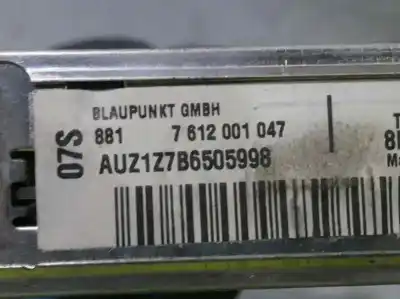 BLAUPUNKT GMBH
07S
881 7 612 001 047
AUZ1Z7B6505998